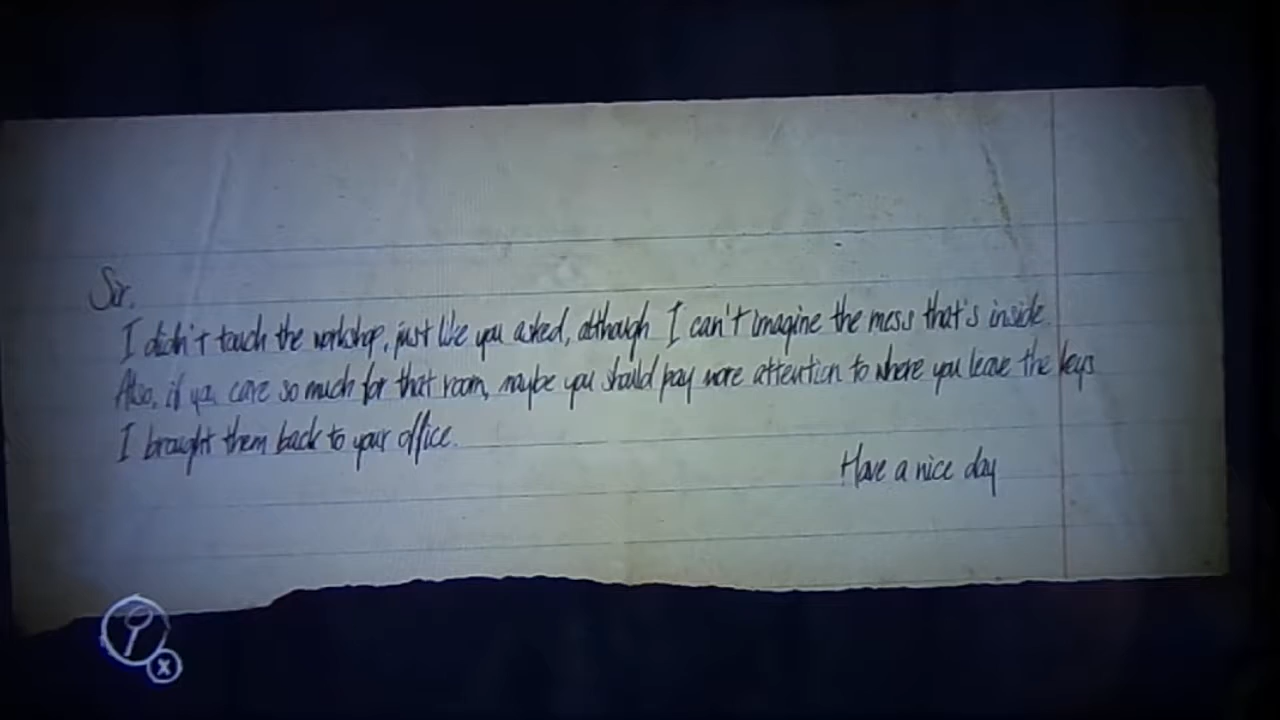 Sir.
I didn't touch the workshop, just like you asked, although I can't imagine the mess that's inside.
Also, if you care so much for that room, maybe you should pay more attention to where you leave the keys
I brought them back to your office.
Have a nice day
X